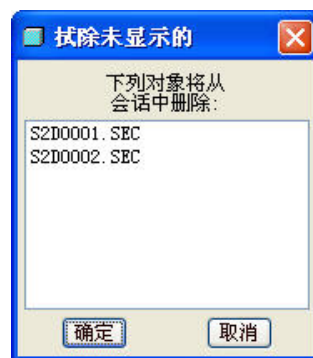 拭除未显示的
下列对象将从
会话中删除:
S2D0001.SEC
S2D0002.SEC
确定
取消